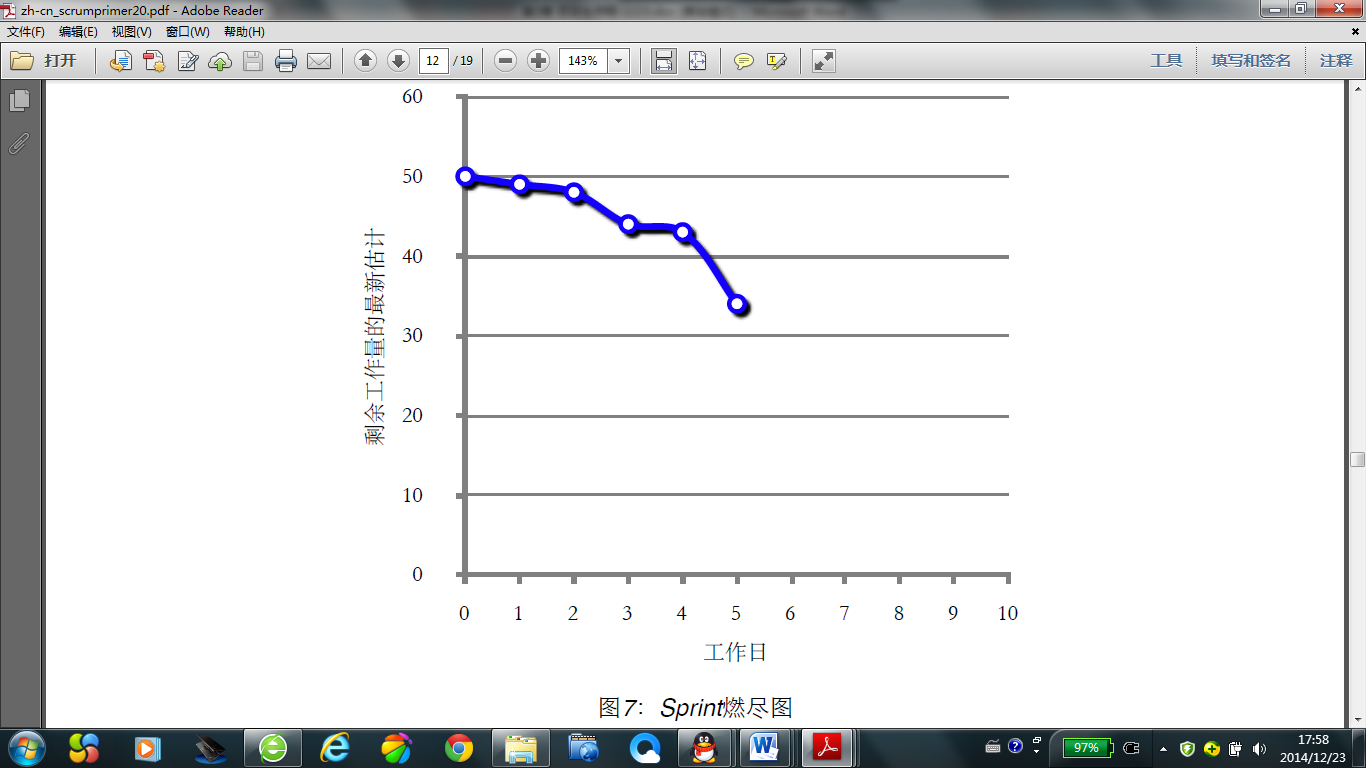 zh-cn_scrumprimer20.pdf - Adobe Reader
文件(F) 编辑(E) 视图(V) 窗口(W) 帮助(H)
打开 12 / 19 143% 工具 填写和签名 注释
60
50
40
30
20
10
0
剩余工作量的最新估计
0 1 2 3 4 5 6 7 8 9 10
工作日
图7：Sprint燃尽图
97% 17:58
2014/12/23